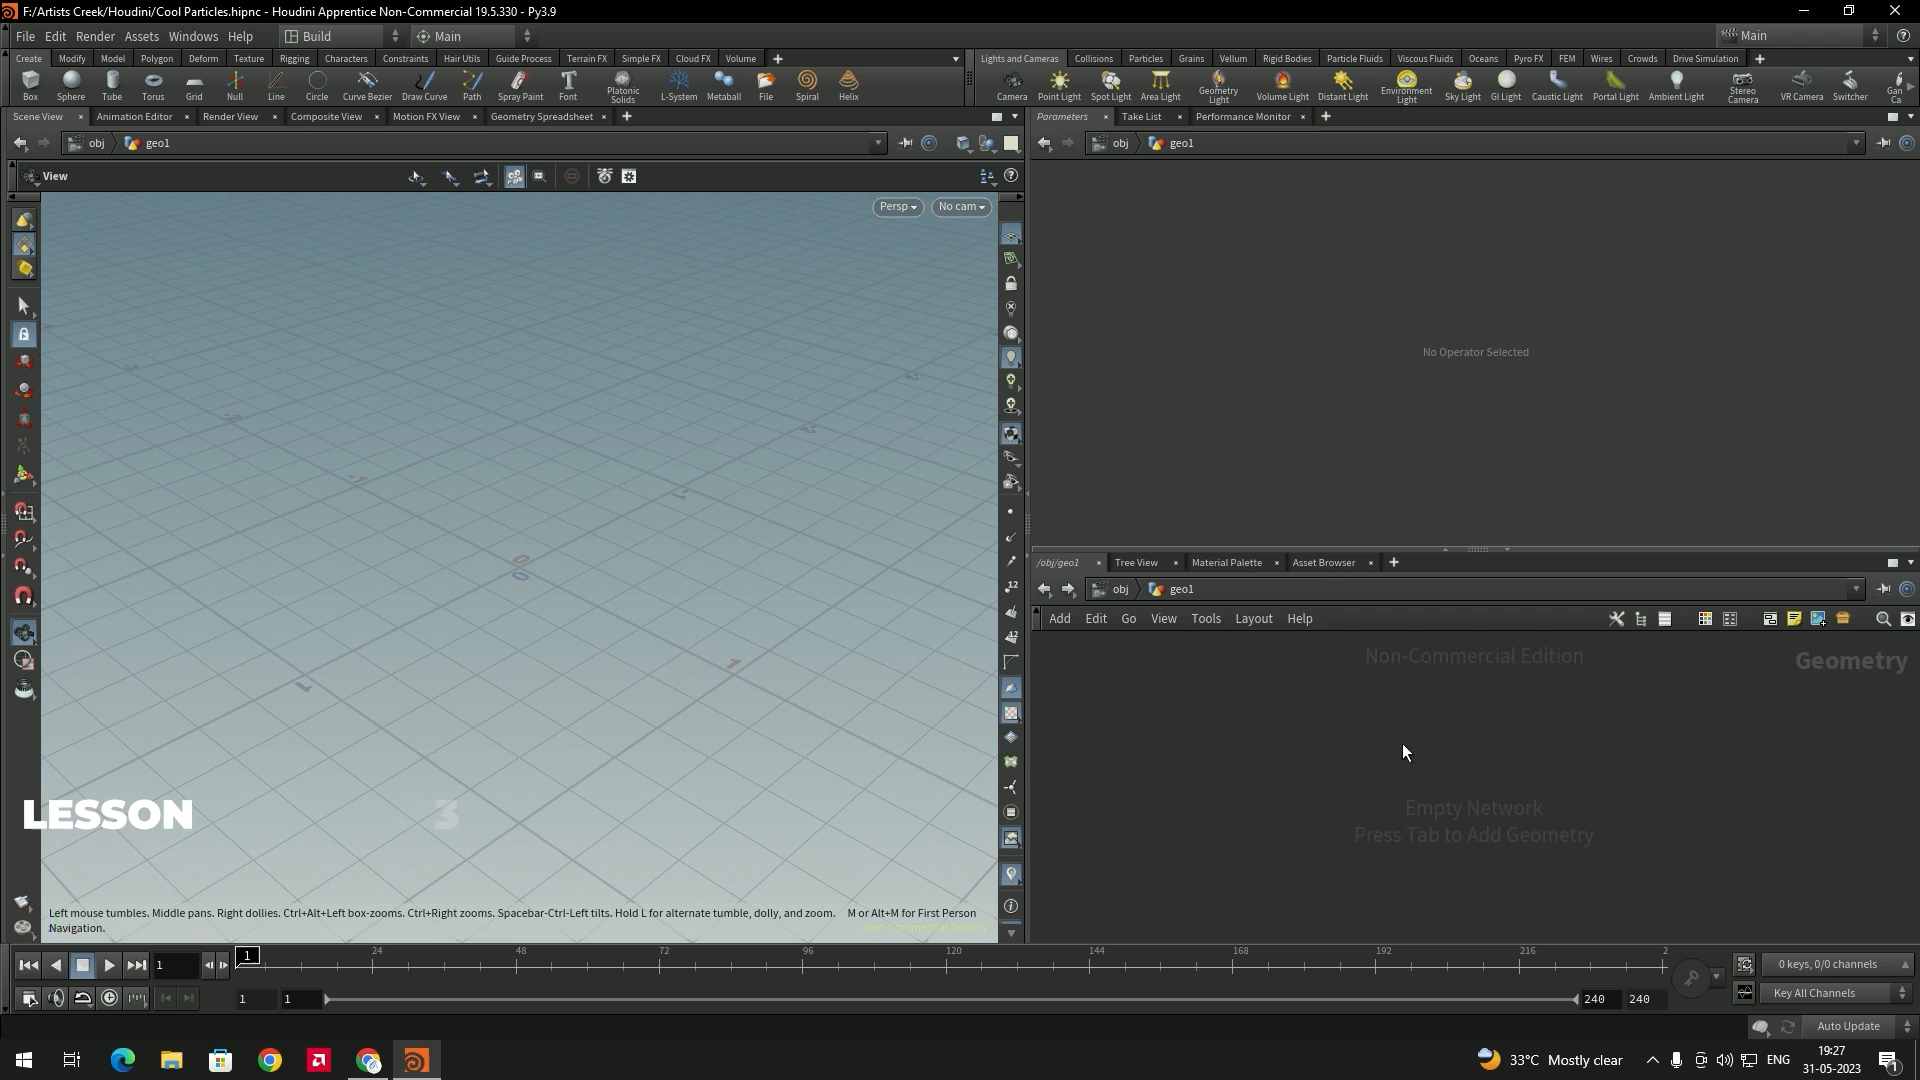 F:/Artists Creek/Houdini/Cool Particles.hipnc - Houdini Apprentice Non-Commercial 19.5.330 - Py3.9
File Edit Render Assets Windows Help Build Main Main
Create Modify Model Polygon Deform Texture Rigging Characters Constraints Hair Utils Guide Process Terrain FX Simple FX Cloud FX Volume
Lights and Cameras Collisions Particles Grains Vellum Rigid Bodies Particle Fluids Viscous Fluids Oceans Pyro FX FEM Wires Crowds Drive Simulation
Box Sphere Tube Torus Grid Null Line Circle Curve Bezier Draw Curve Path Spray Paint Font Platonic Solids L-System Metaball File Spiral Helix
Camera Point Light Spot Light Area Light Geometry Light Volume Light Distant Light Environment Light Sky Light GI Light Caustic Light Portal Light Ambient Light Stereo Camera VR Camera Switcher Gan Ca
Scene View Animation Editor Render View Composite View Motion FX View Geometry Spreadsheet
Parameters Take List Performance Monitor
obj geo1
obj geo1
View
Persp No cam
No Operator Selected
/obj/geo1 Tree View Material Palette Asset Browser
obj geo1
Add Edit Go View Tools Layout Help
Non-Commercial Edition
Geometry
Empty Network
Press Tab to Add Geometry
LESSON 3
Left mouse tumbles. Middle pans. Right dollies. Ctrl+Alt+Left box-zooms. Ctrl+Right zooms. Spacebar-Ctrl-Left tilts. Hold L for alternate tumble, dolly, and zoom. M or Alt+M for First Person
Navigation.
Non-Commercial Edition
1 1 24 48 72 96 120 144 168 192 216 2
0 keys, 0/0 channels
1 1 240 240
Key All Channels
Auto Update
33°C Mostly clear ENG
19:27
31-05-2023
1